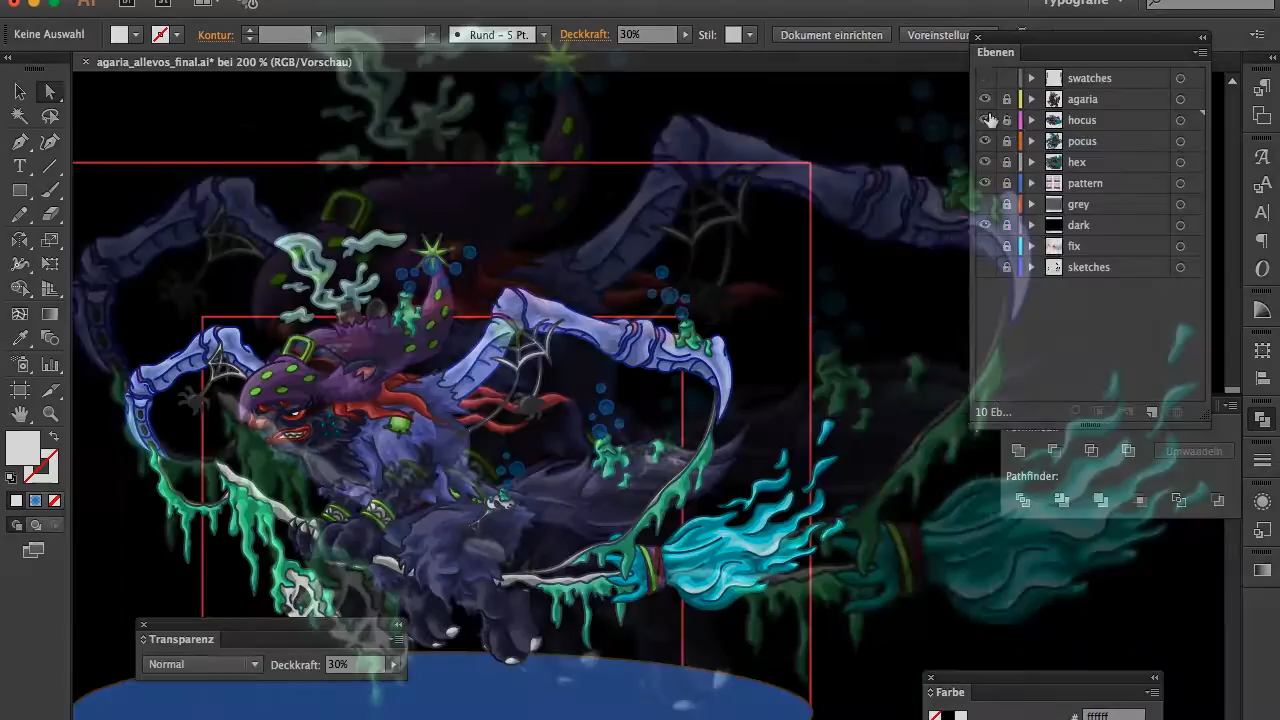 Typografie
Keine Auswahl
Kontur:
Rund – 5 Pt.
Deckkraft:
30%
Stil:
Dokument einrichten
agaria_allevos_final.ai* bei 200 % (RGB/Vorschau)
Ebenen
swatches
agaria
hocus
pocus
hex
pattern
grey
dark
fix
sketches
10 Eb...
Umwandeln
Pathfinder:
Transparenz
Normal
Deckkraft:
30%
Farbe
#
ffffff